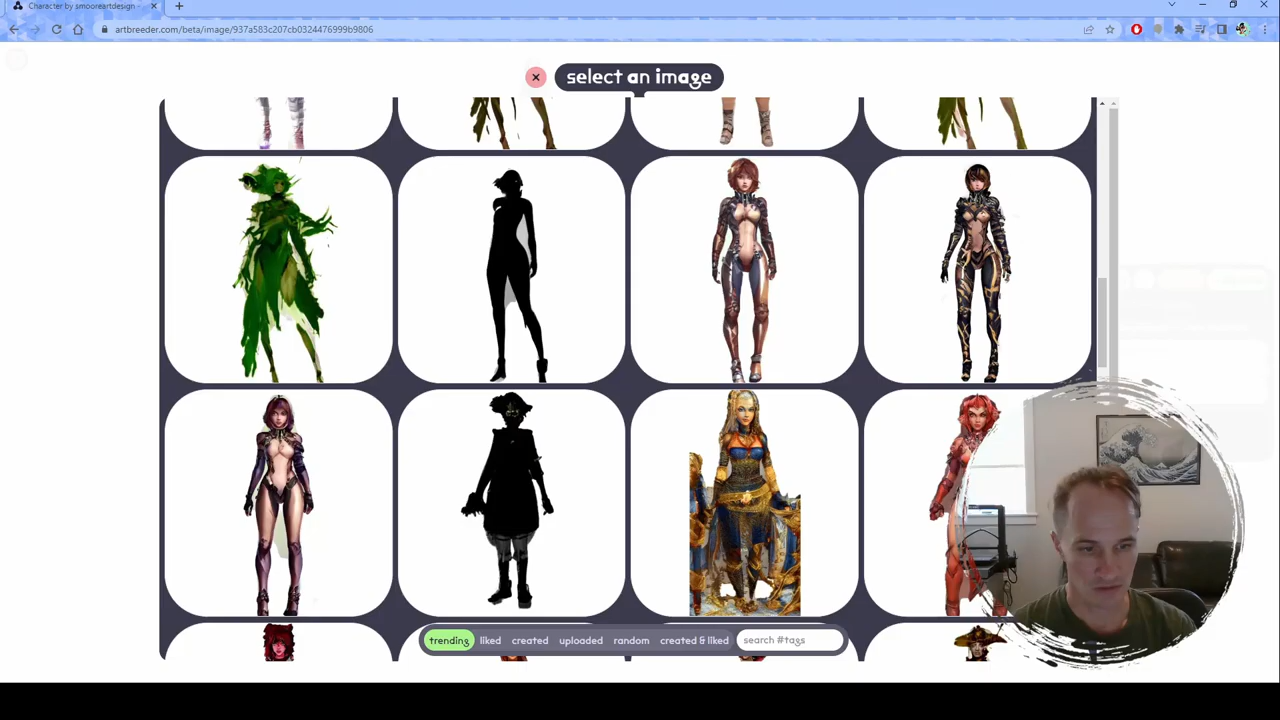 Character by smooreartdesign -
artbreeder.com/beta/image/937a583c207cb0324476999b9806
select an image
trending liked created uploaded random created & liked search #tags